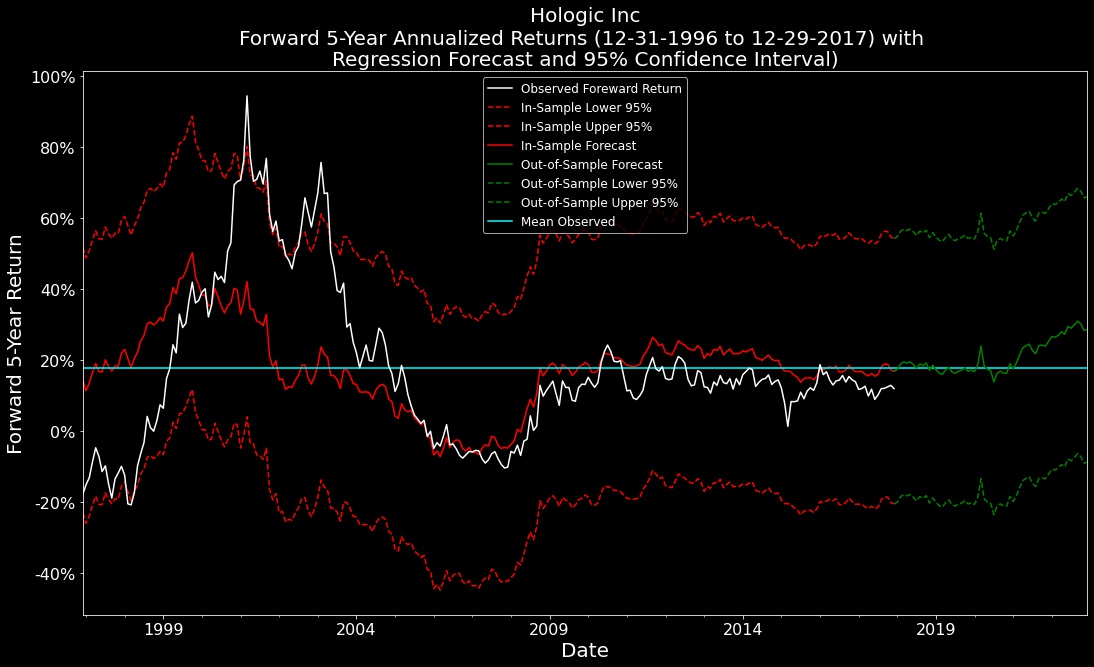 Hologic Inc
Forward 5-Year Annualized Returns (12-31-1996 to 12-29-2017) with
Regression Forecast and 95% Confidence Interval)
100%
80%
60%
40%
20%
0%
-20%
-40%
Forward 5-Year Return
Observed Foreward Return
In-Sample Lower 95%
In-Sample Upper 95%
In-Sample Forecast
Out-of-Sample Forecast
Out-of-Sample Lower 95%
Out-of-Sample Upper 95%
Mean Observed
1999
2004
2009
2014
2019
Date